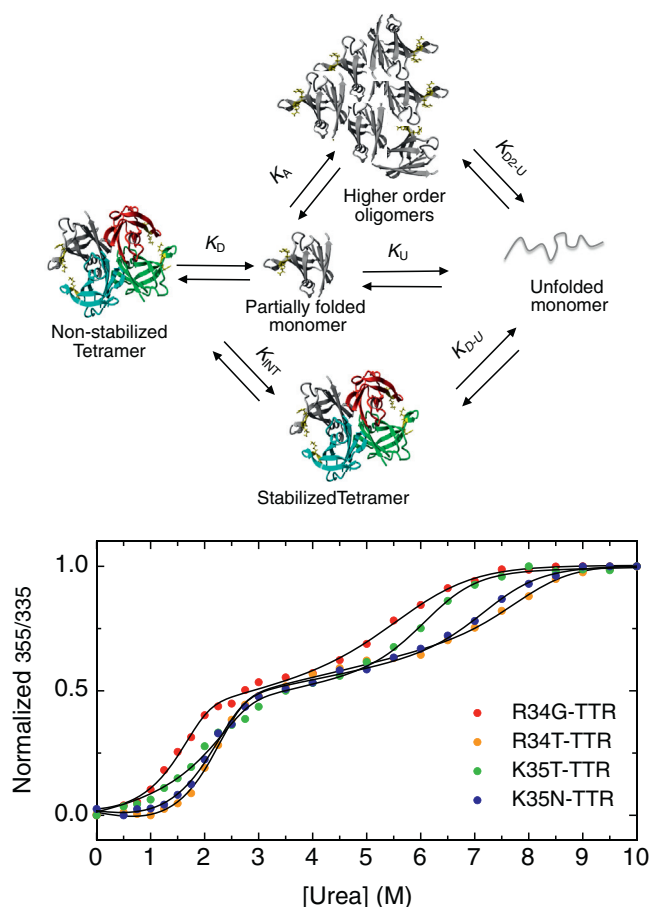 K_A
K_D2-U
Higher order
oligomers
K_D
K_U
Partially folded
monomer
Unfolded
monomer
Non-stabilized
Tetramer
K_INT
K_D-U
StabilizedTetramer
Normalized 355/335
1.0
0.5
0.0
R34G-TTR
R34T-TTR
K35T-TTR
K35N-TTR
0 1 2 3 4 5 6 7 8 9 10
[Urea] (M)